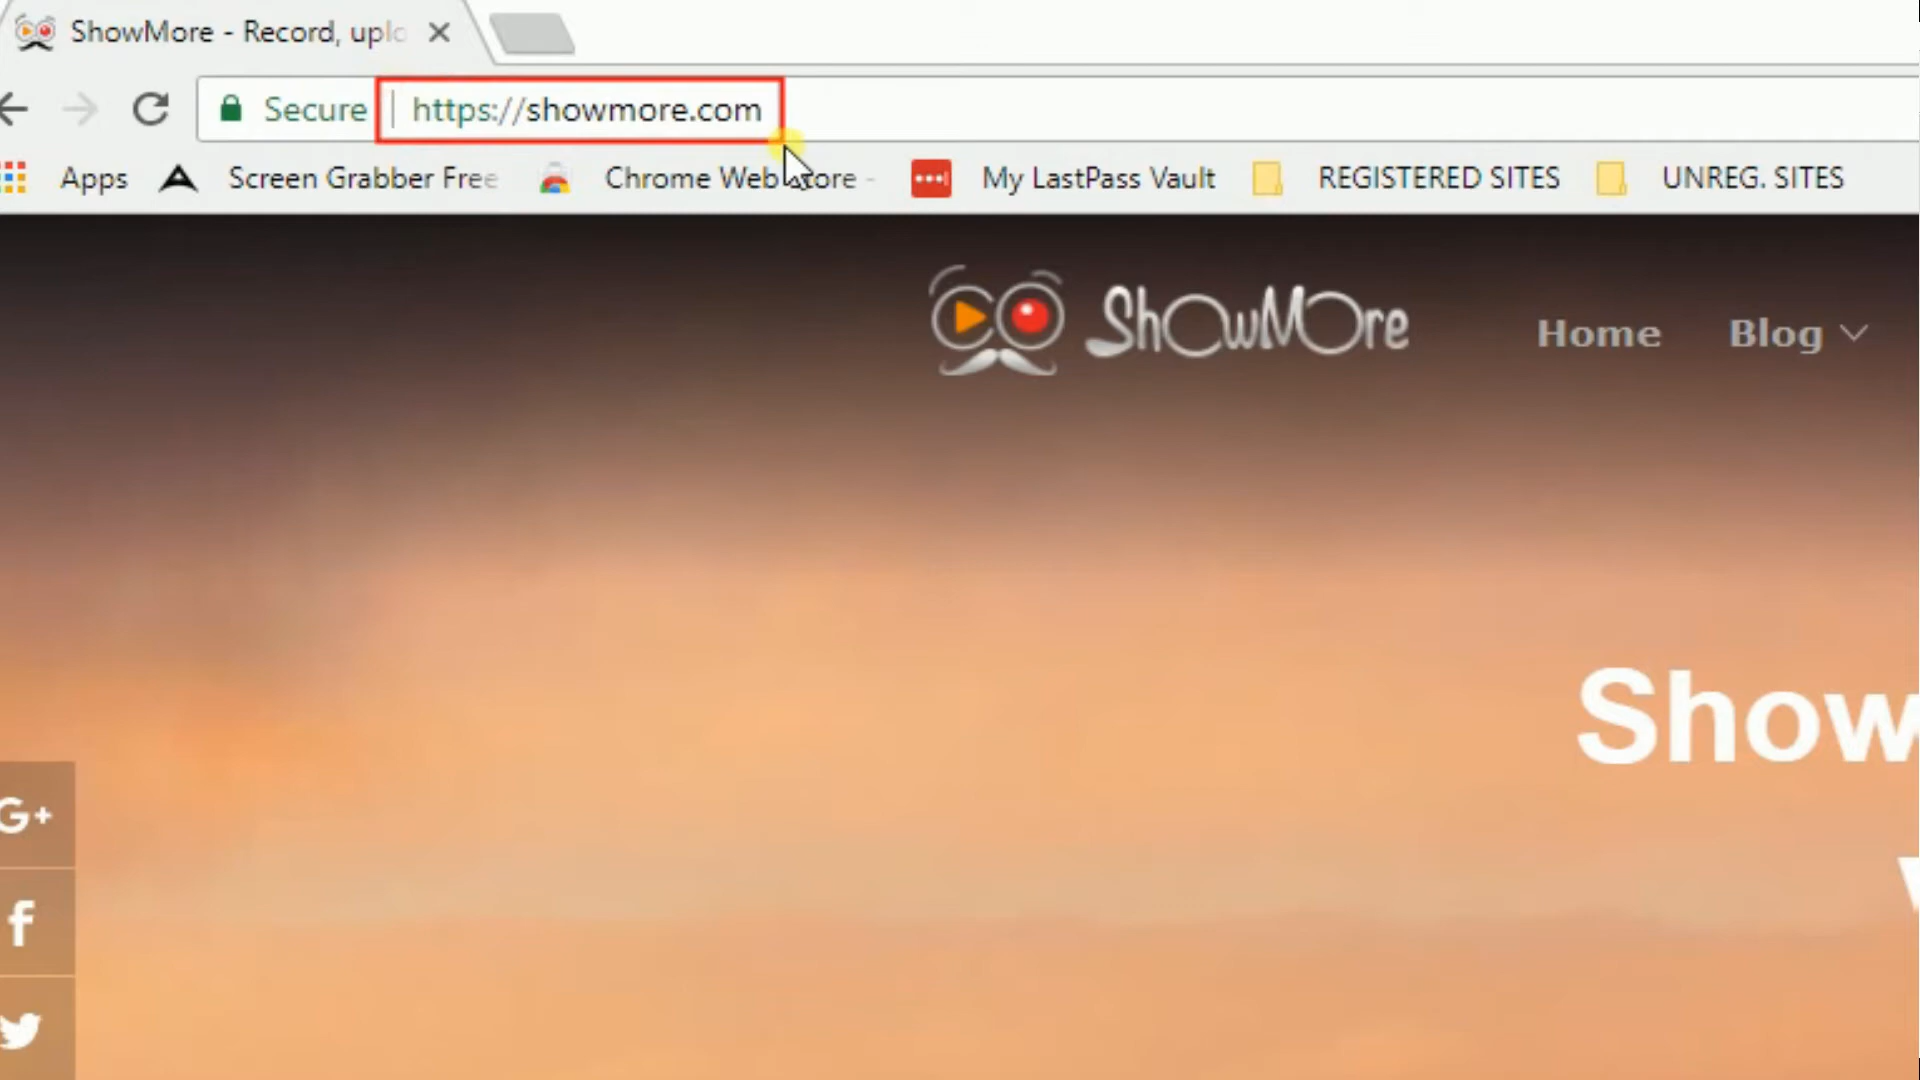 ShowMore - Record, uplo
Secure https://showmore.com
Apps Screen Grabber Free Chrome Web Store - My LastPass Vault REGISTERED SITES UNREG. SITES
ShowMore Home Blog
Show
G+
f